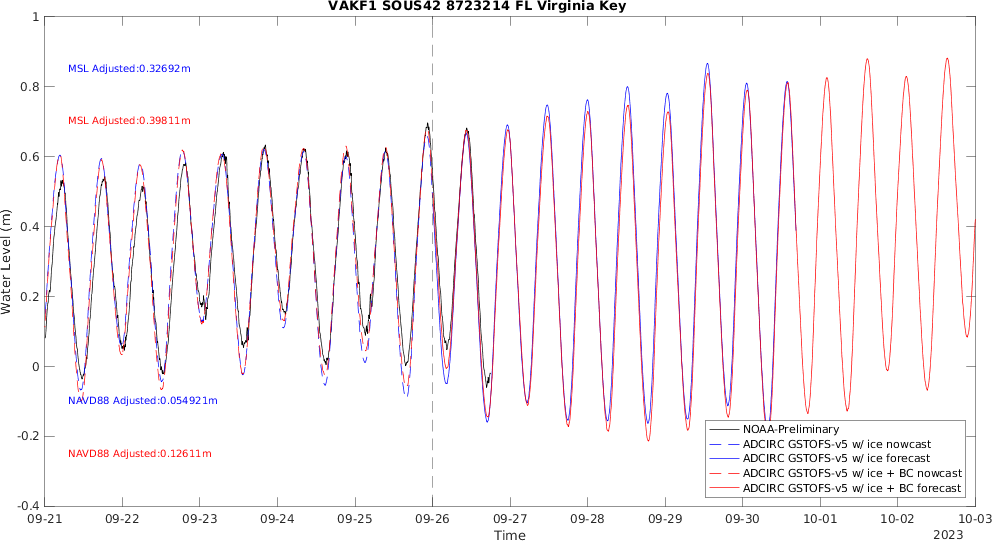 VAKF1 SOUS42 8723214 FL Virginia Key
1
0.8
0.6
0.4
0.2
0
-0.2
-0.4
Water Level (m)
MSL Adjusted:0.32692m
MSL Adjusted:0.39811m
NAVD88 Adjusted:0.054921m
NAVD88 Adjusted:0.12611m
NOAA-Preliminary
ADCIRC GSTOFS-v5 w/ ice nowcast
ADCIRC GSTOFS-v5 w/ ice forecast
ADCIRC GSTOFS-v5 w/ ice + BC nowcast
ADCIRC GSTOFS-v5 w/ ice + BC forecast
09-21 09-22 09-23 09-24 09-25 09-26 09-27 09-28 09-29 09-30 10-01 10-02 10-03
Time
2023